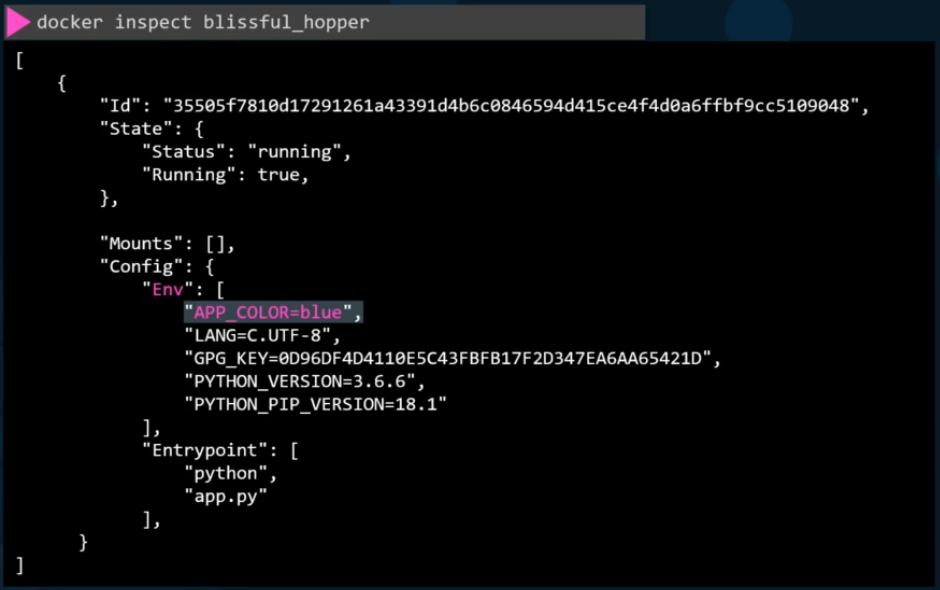 docker inspect blissful_hopper
[
    {
        "Id": "35505f7810d17291261a43391d4b6c0846594d415ce4f4d0a6ffbf9cc5109048",
        "State": {
            "Status": "running",
            "Running": true,
        },
        "Mounts": [],
        "Config": {
            "Env": [
                "APP_COLOR=blue",
                "LANG=C.UTF-8",
                "GPG_KEY=0D96DF4D4110E5C43FBFB17F2D347EA6AA65421D",
                "PYTHON_VERSION=3.6.6",
                "PYTHON_PIP_VERSION=18.1"
            ],
            "Entrypoint": [
                "python",
                "app.py"
            ],
      }
]